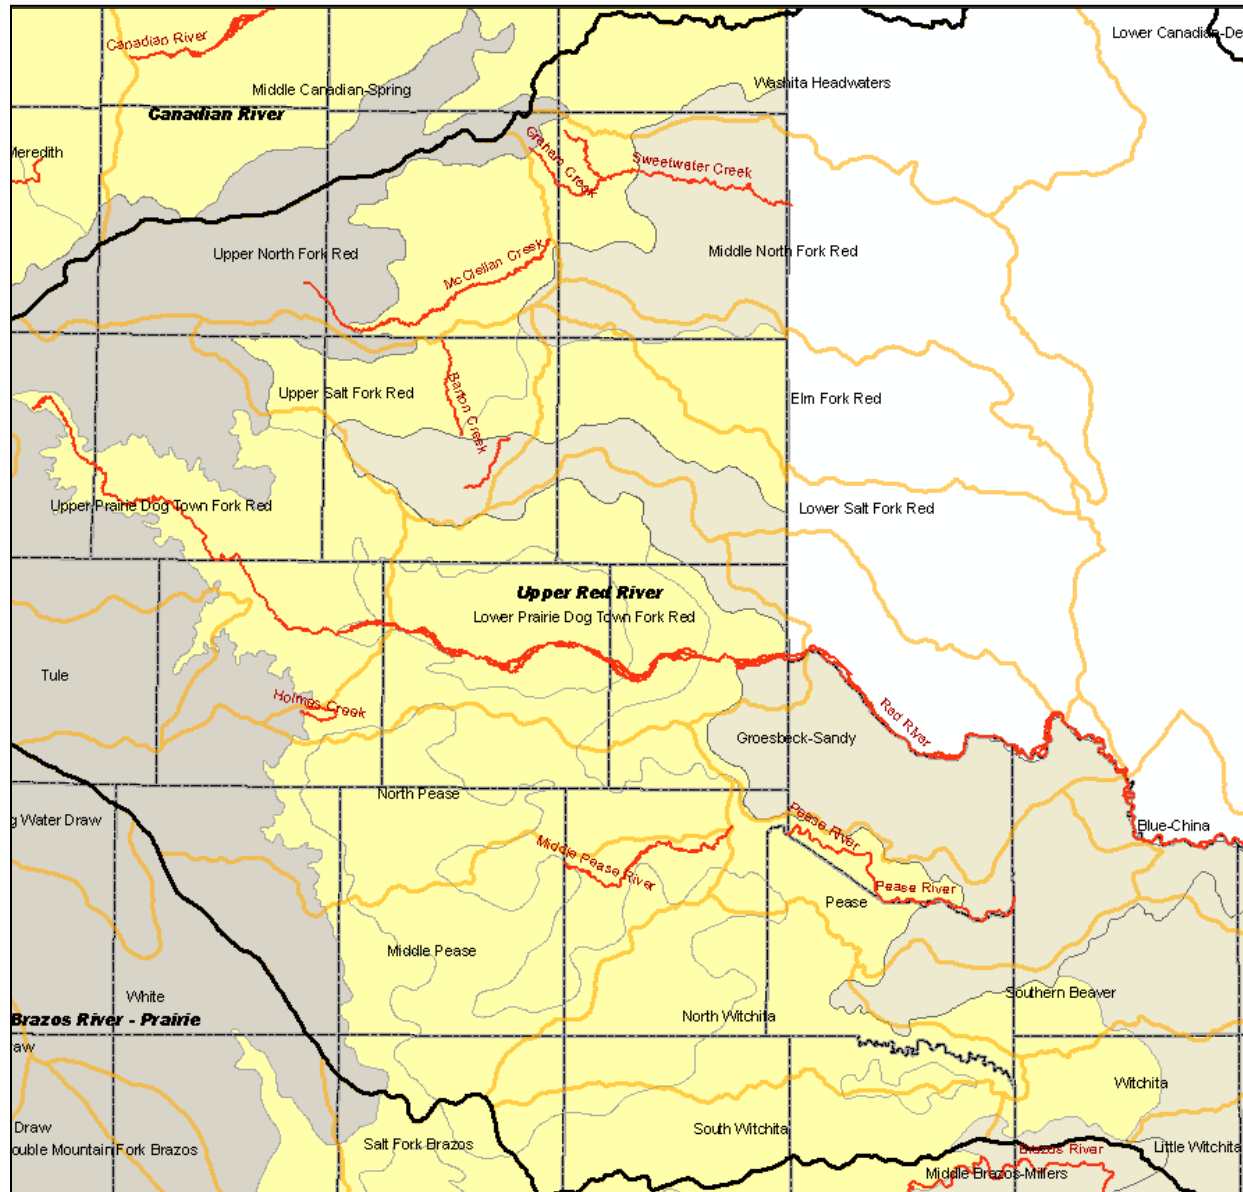 Canadian River
Lower Canadian-De
Middle Canadian-Spring
Washita Headwaters
Canadian River
Meredith
Graham Creek
Sweetwater Creek
Upper North Fork Red
McClellan Creek
Middle North Fork Red
Upper Salt Fork Red
Barton Creek
Elm Fork Red
Upper Prairie Dog Town Fork Red
Lower Salt Fork Red
Upper Red River
Lower Prairie Dog Town Fork Red
Tule
Holmes Creek
Red River
Groesbeck-Sandy
North Pease
g Water Draw
Pease River
Blue-China
Middle Pease River
Pease River
Pease
Middle Pease
White
Southern Beaver
Brazos River - Prairie
North Witchita
aw
Witchita
Draw
South Witchita
ouble Mountain Fork Brazos
Salt Fork Brazos
Brazos River
Little Witchita
Middle Brazos-Millers